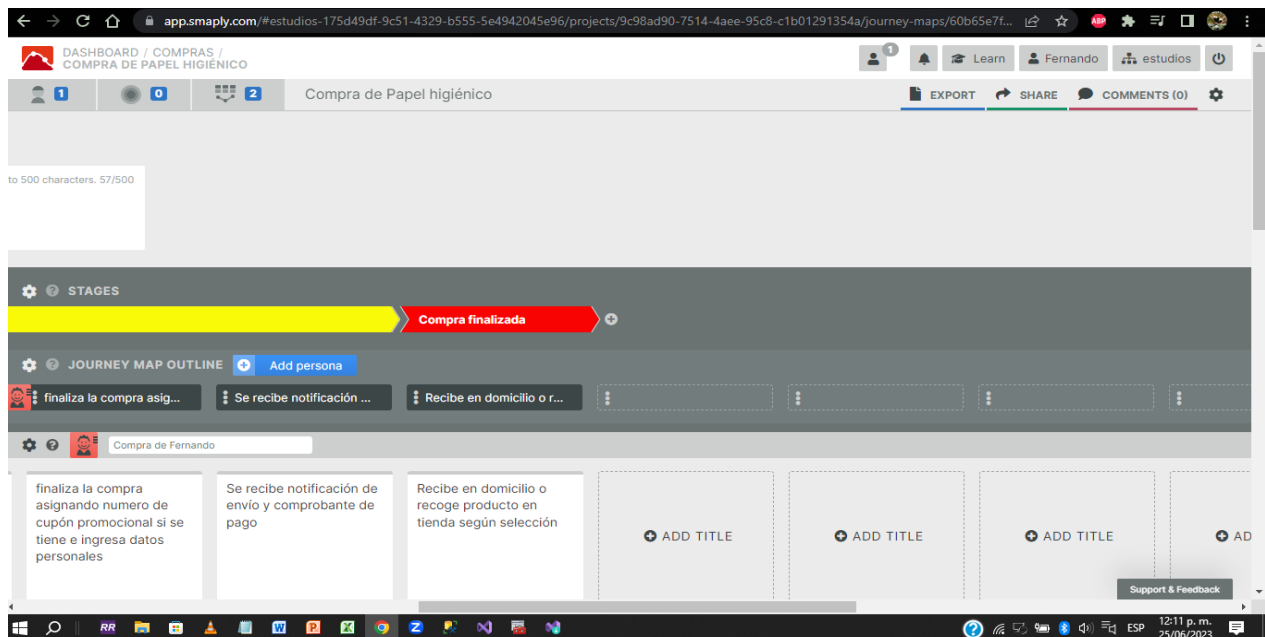 app.smaply.com/#estudios-175d49df-9c51-4329-b555-5e4942045e96/projects/9c98ad90-7514-4aee-95c8-c1b01291354a/journey-maps/60b65e7f...
ABP
DASHBOARD / COMPRAS /
COMPRA DE PAPEL HIGIÉNICO
1
Learn
Fernando
estudios
1
0
2
Compra de Papel higiénico
EXPORT
SHARE
COMMENTS (0)
to 500 characters. 57/500
STAGES
Compra finalizada
JOURNEY MAP OUTLINE
Add persona
finaliza la compra asig...
Se recibe notificación ...
Recibe en domicilio o r...
Compra de Fernando
finaliza la compra
asignando numero de
cupón promocional si se
tiene e ingresa datos
personales
Se recibe notificación de
envío y comprobante de
pago
Recibe en domicilio o
recoge producto en
tienda según selección
ADD TITLE
ADD TITLE
ADD TITLE
AD
Support & Feedback
RR
ESP
12:11 p. m.
25/06/2023